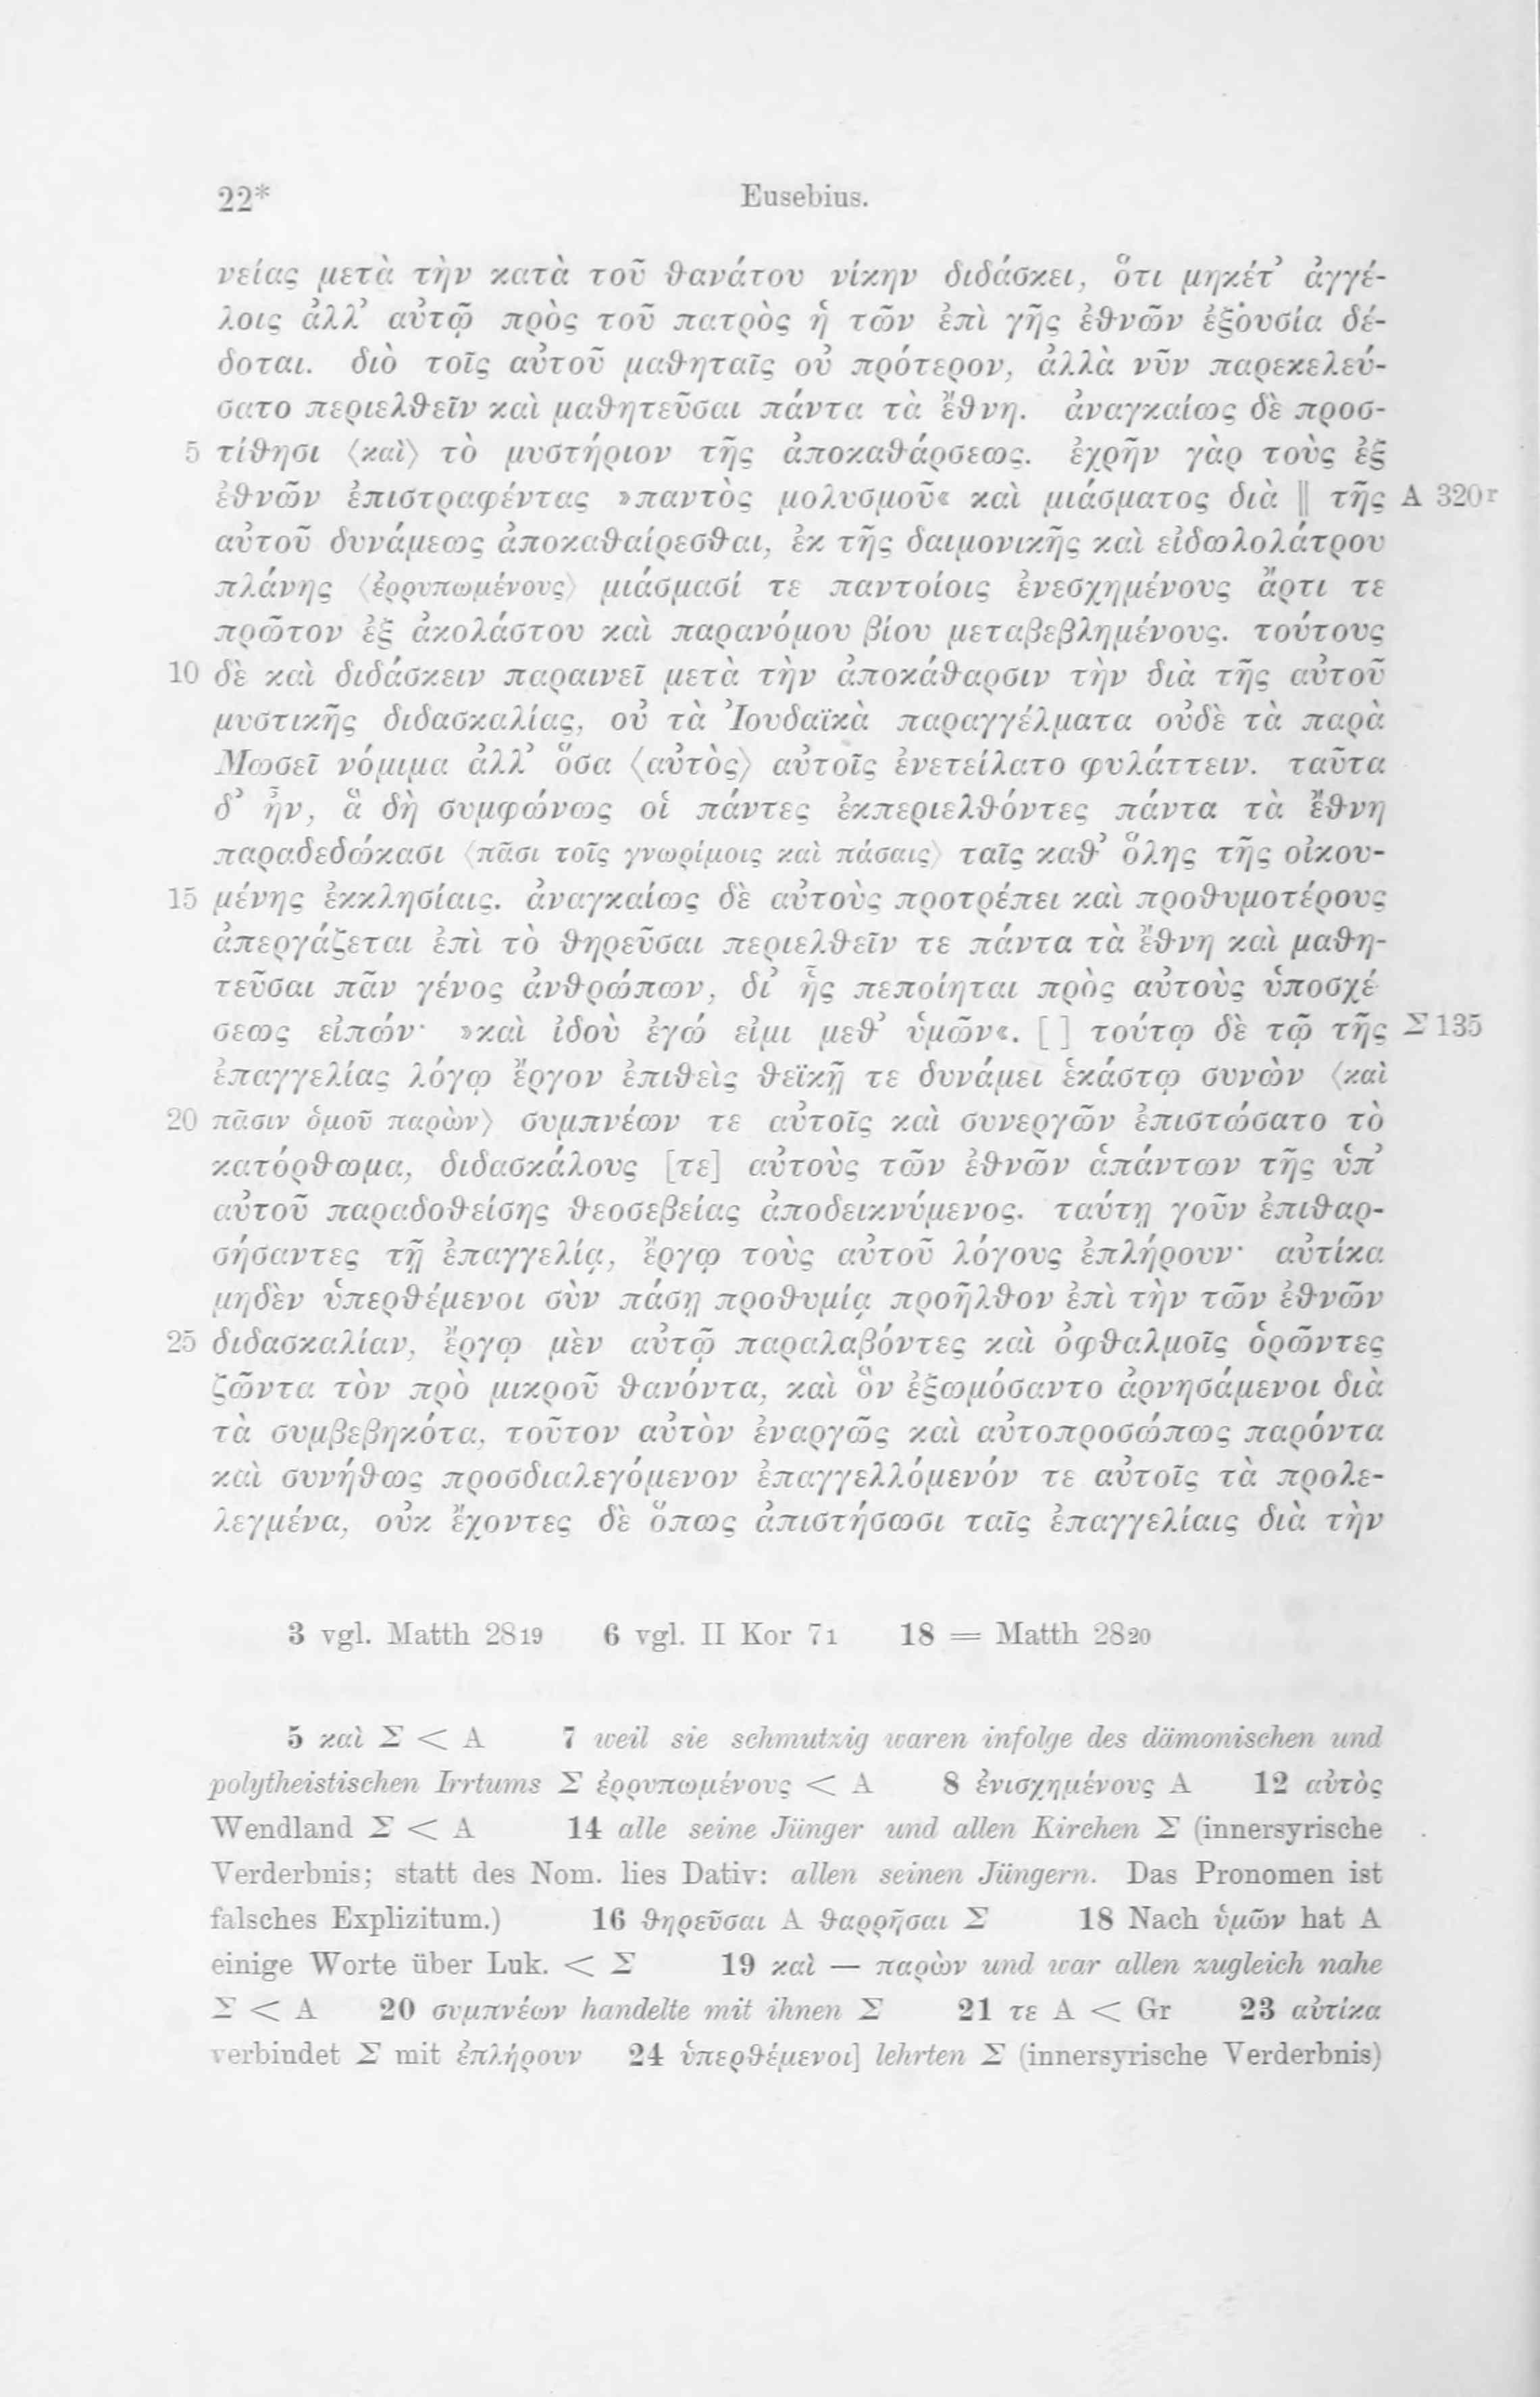 22*
Eusebius.
νείας μετὰ τὴν κατὰ τοῦ θανάτου νίκην διδάσκει, ὅτι μηκέτ’ ἀγγέ-
λοις ἀλλ’ αὐτῷ πρὸς τοῦ πατρὸς ἡ τῶν ἐπὶ γῆς ἐθνῶν ἐξουσία δέ-
δοται. διὸ τοῖς αὐτοῦ μαθηταῖς οὐ πρότερον, ἀλλὰ νῦν παρεκελεύ-
σατο περιελθεῖν καὶ μαθητεῦσαι πάντα τὰ ἔθνη. ἀναγκαίως δὲ προσ-
5 τίθησι ⟨καὶ⟩ τὸ μυστήριον τῆς ἀποκαθάρσεως. ἐχρῆν γὰρ τοὺς ἐξ
ἐθνῶν ἐπιστραφέντας »παντὸς μολυσμοῦ« καὶ μιάσματος διὰ || τῆς A 320r
αὐτοῦ δυνάμεως ἀποκαθαίρεσθαι, ἐκ τῆς δαιμονικῆς καὶ εἰδωλολάτρου
πλάνης ⟨ἐρρυπωμένους⟩ μιάσμασί τε παντοίοις ἐνεσχημένους ἄρτι τε
πρῶτον ἐξ ἀκολάστου καὶ παρανόμου βίου μεταβεβλημένους. τούτους
10 δὲ καὶ διδάσκειν παραινεῖ μετὰ τὴν ἀποκάθαρσιν τὴν διὰ τῆς αὐτοῦ
μυστικῆς διδασκαλίας, οὐ τὰ Ἰουδαϊκὰ παραγγέλματα οὐδὲ τὰ παρὰ
Μωσεῖ νόμιμα ἀλλ’ ὅσα ⟨αὐτὸς⟩ αὐτοῖς ἐνετείλατο φυλάττειν. ταῦτα
δ’ ἦν, ἃ δὴ συμφώνως οἱ πάντες ἐκπεριελθόντες πάντα τὰ ἔθνη
παραδεδώκασι ⟨πᾶσι τοῖς γνωρίμοις καὶ πάσαις⟩ ταῖς καθ’ ὅλης τῆς οἰκου-
15 μένης ἐκκλησίαις. ἀναγκαίως δὲ αὐτοὺς προτρέπει καὶ προθυμοτέρους
ἀπεργάζεται ἐπὶ τὸ θηρεῦσαι περιελθεῖν τε πάντα τὰ ἔθνη καὶ μαθη-
τεῦσαι πᾶν γένος ἀνθρώπων, δι’ ἧς πεποίηται πρὸς αὐτοὺς ὑποσχέ
σεως εἰπών· »καὶ ἰδοὺ ἐγώ εἰμι μεθ’ ὑμῶν«. [ ] τούτῳ δὲ τῷ τῆς Σ 135
ἐπαγγελίας λόγῳ ἔργον ἐπιθεὶς θεϊκῇ τε δυνάμει ἑκάστῳ συνὼν ⟨καὶ
20 πᾶσιν ὁμοῦ παρὼν⟩ συμπνέων τε αὐτοῖς καὶ συνεργῶν ἐπιστώσατο τὸ
κατόρθωμα, διδασκάλους [τε] αὐτοὺς τῶν ἐθνῶν ἁπάντων τῆς ὑπ’
αὐτοῦ παραδοθείσης θεοσεβείας ἀποδεικνύμενος. ταύτῃ γοῦν ἐπιθαρ-
σήσαντες τῇ ἐπαγγελίᾳ, ἔργῳ τοὺς αὐτοῦ λόγους ἐπλήρουν· αὐτίκα
μηδὲν ὑπερθέμενοι σὺν πάσῃ προθυμίᾳ προῆλθον ἐπὶ τὴν τῶν ἐθνῶν
25 διδασκαλίαν, ἔργῳ μὲν αὐτῷ παραλαβόντες καὶ ὀφθαλμοῖς ὁρῶντες
ζῶντα τὸν πρὸ μικροῦ θανόντα, καὶ ὃν ἐξωμόσαντο ἀρνησάμενοι διὰ
τὰ συμβεβηκότα, τοῦτον αὐτὸν ἐναργῶς καὶ αὐτοπροσώπως παρόντα
καὶ συνήθως προσδιαλεγόμενον ἐπαγγελλόμενόν τε αὐτοῖς τὰ προλε-
λεγμένα, οὐκ ἔχοντες δὲ ὅπως ἀπιστήσωσι ταῖς ἐπαγγελίαις διὰ τὴν
3 vgl. Matth 28 19 6 vgl. II Kor 7 1 18 = Matth 28 20
5 καὶ Σ < A 7 weil sie schmutzig waren infolge des dämonischen und
polytheistischen Irrtums Σ ἐρρυπωμένους < A 8 ἐνισχημένους A 12 αὐτὸς
Wendland Σ < A 14 alle seine Jünger und allen Kirchen Σ (innersyrische
Verderbnis; statt des Nom. lies Dativ: allen seinen Jüngern. Das Pronomen ist
falsches Explizitum.) 16 θηρεῦσαι A θαρρῆσαι Σ 18 Nach ὑμῶν hat A
einige Worte über Luk. < Σ 19 καὶ — παρὼν und war allen zugleich nahe
Σ < A 20 συμπνέων handelte mit ihnen Σ 21 τε A < Gr 23 αὐτίκα
verbindet Σ mit ἐπλήρουν 24 ὑπερθέμενοι] lehrten Σ (innersyrische Verderbnis)